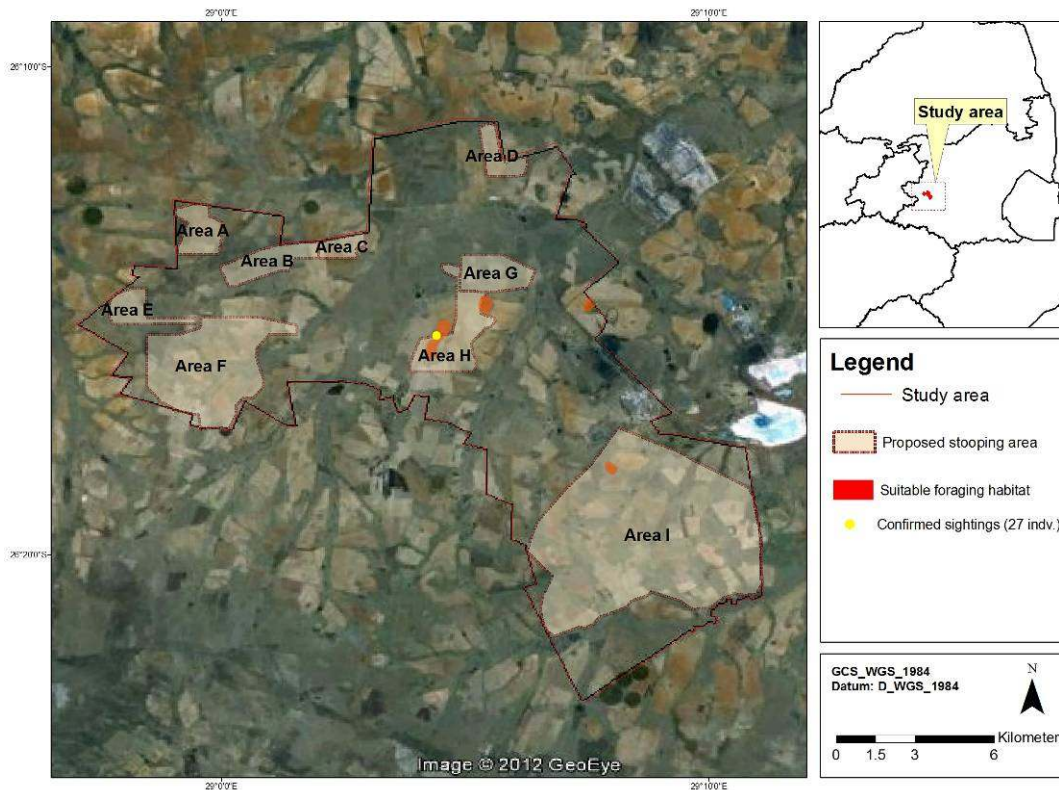 29°0'0"E
29°10'0"E
26°10'0"S
Study area
Area D
Area A
Area C
Area B
Area G
Area E
Area H
Area F
Area I
26°20'0"S
Image © 2012 GeoEye
29°0'0"E
29°10'0"E
Legend
Study area
Proposed stooping area
Suitable foraging habitat
Confirmed sightings (27 indv.)
GCS_WGS_1984
Datum: D_WGS_1984
N
Kilometer
0 1.5 3 6